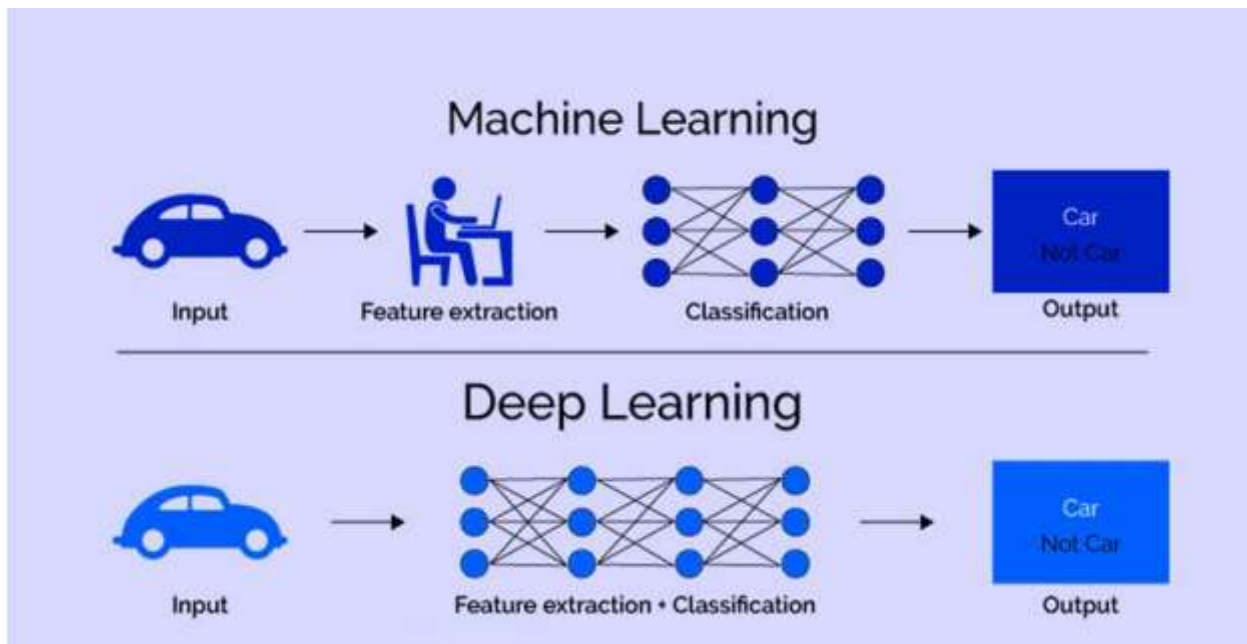 Machine Learning
Car
Not Car
Input
Feature extraction
Classification
Output
Deep Learning
Car
Not Car
Input
Feature extraction + Classification
Output